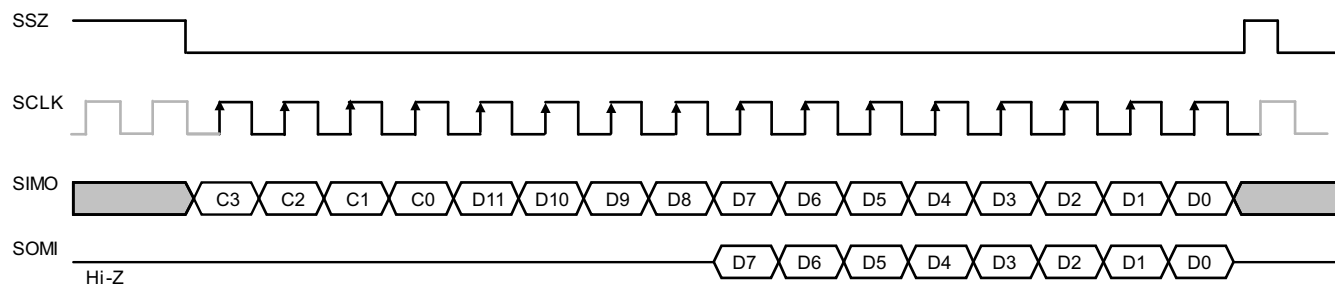 SSZ
SCLK
SIMO C3 C2 C1 C0 D11 D10 D9 D8 D7 D6 D5 D4 D3 D2 D1 D0
SOMI D7 D6 D5 D4 D3 D2 D1 D0
Hi-Z